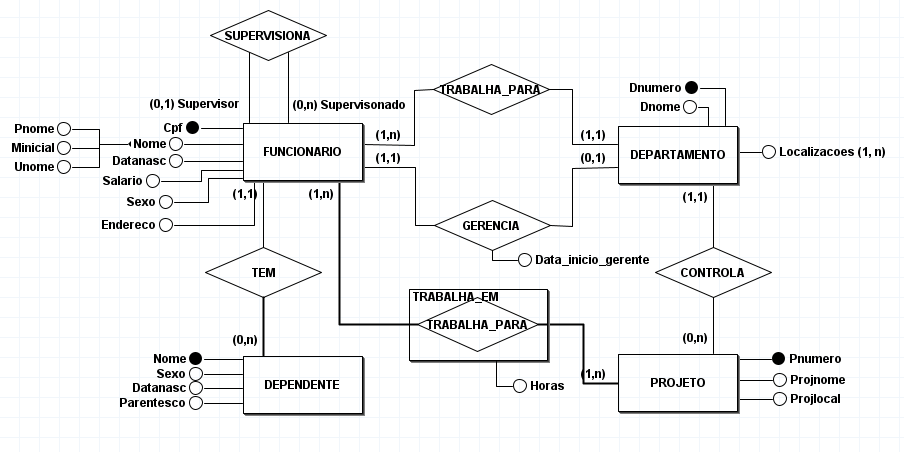 SUPERVISIONA
(0,1) Supervisor
(0,n) Supervisonado
TRABALHA_PARA
Dnumero
Dnome
Pnome
Minicial
Unome
Cpf
Nome
Datanasc
Salario
Sexo
Endereco
FUNCIONARIO
(1,n)
(1,1)
(1,1)
(0,1)
DEPARTAMENTO
Localizacoes (1, n)
(1,1)
(1,n)
(1,1)
GERENCIA
Data_inicio_gerente
TEM
CONTROLA
TRABALHA_EM
TRABALHA_PARA
(0,n)
(0,n)
Nome
Sexo
Datanasc
Parentesco
DEPENDENTE
Horas
(1,n)
PROJETO
Pnumero
Projnome
Projlocal